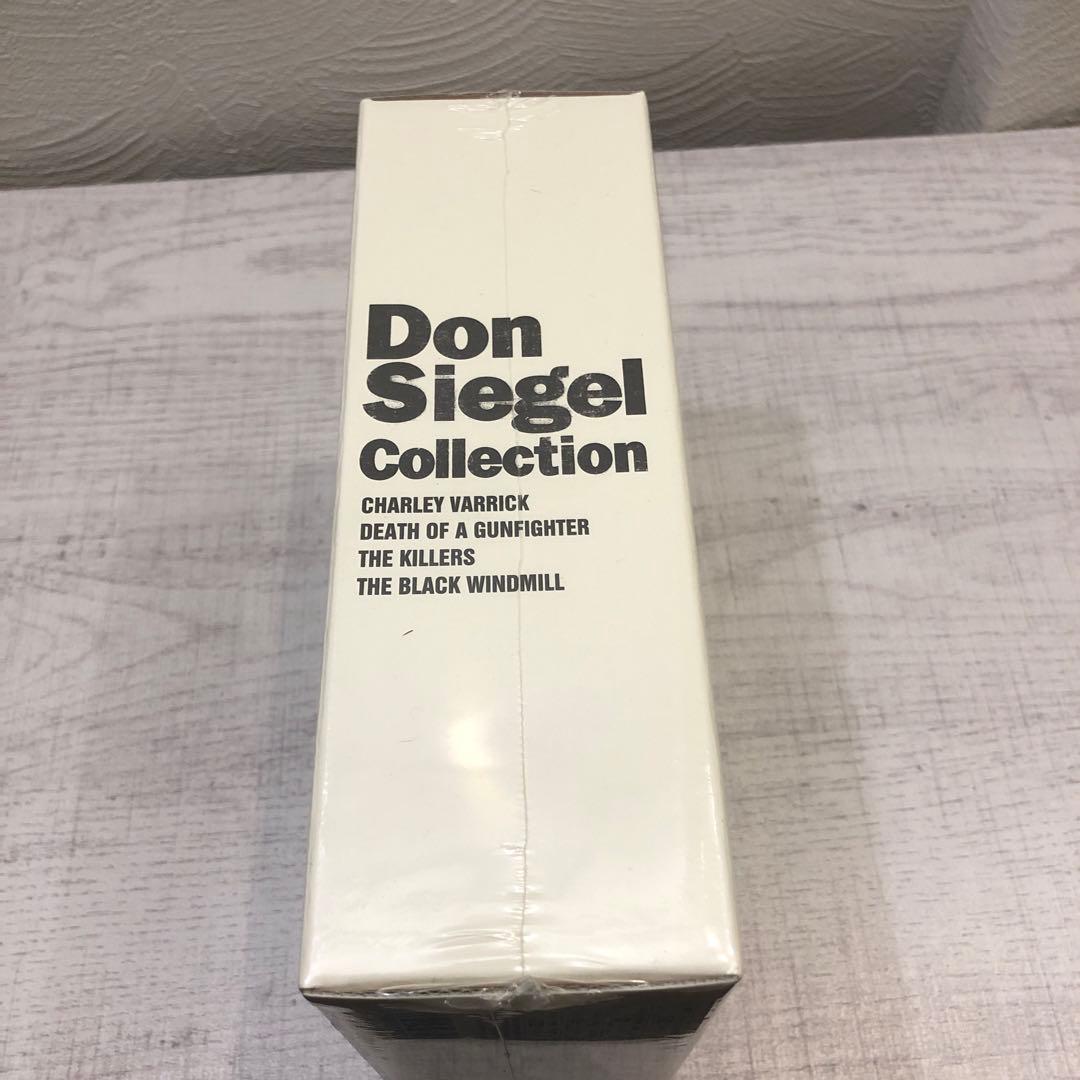 Don
Siegel
Collection
CHARLEY VARRICK
DEATH OF A GUNFIGHTER
THE KILLERS
THE BLACK WINDMILL